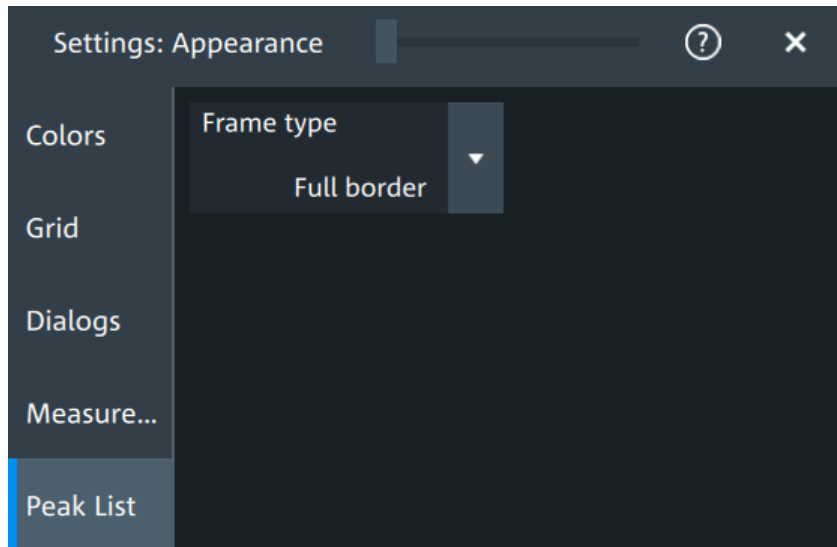 Settings: Appearance
?
×
Colors
Grid
Dialogs
Measure...
Peak List
Frame type
Full border